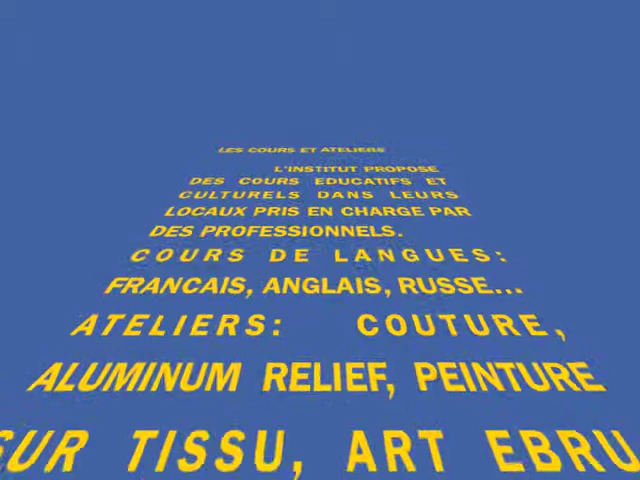 LES COURS ET ATELIERS
L'INSTITUT PROPOSE
DES COURS EDUCATIFS ET
CULTURELS DANS LEURS
LOCAUX PRIS EN CHARGE PAR
DES PROFESSIONNELS.
COURS DE LANGUES:
FRANCAIS, ANGLAIS, RUSSE...
ATELIERS: COUTURE,
ALUMINUM RELIEF, PEINTURE
SUR TISSU, ART EBRU